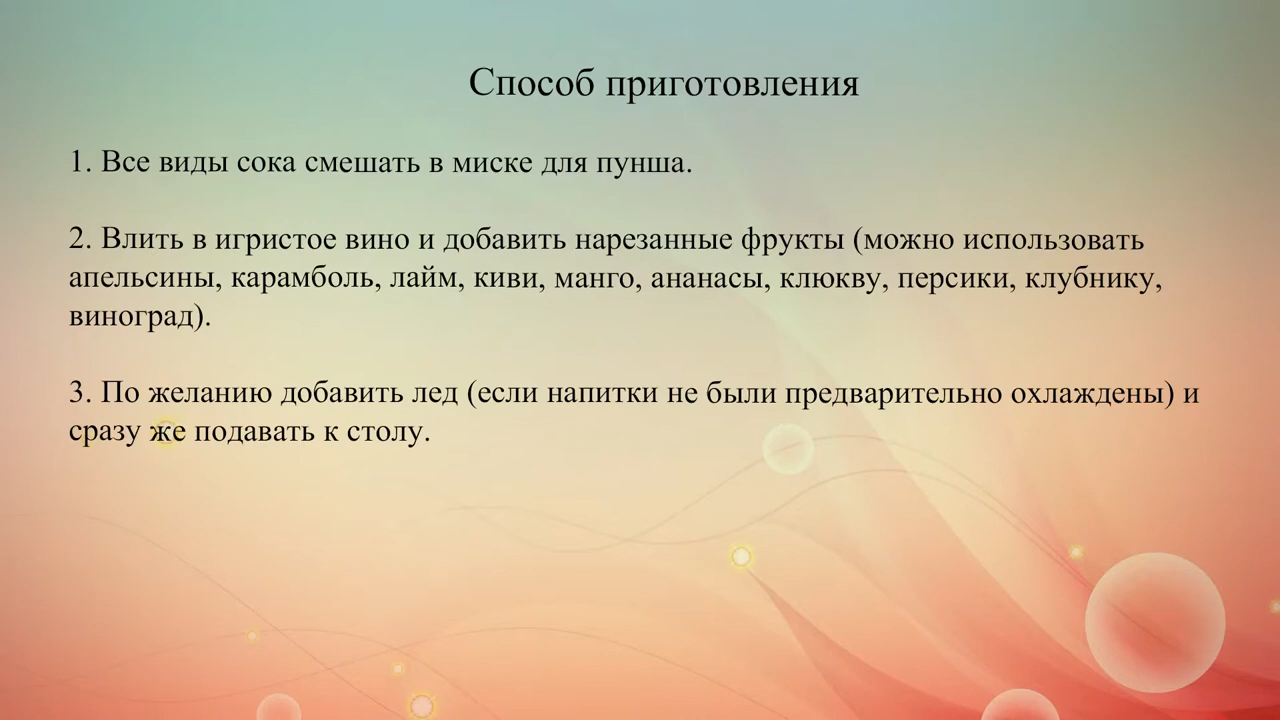 Способ приготовления
1. Все виды сока смешать в миске для пунша.
2. Влить в игристое вино и добавить нарезанные фрукты (можно использовать
апельсины, карамболь, лайм, киви, манго, ананасы, клюкву, персики, клубнику,
виноград).
3. По желанию добавить лед (если напитки не были предварительно охлаждены) и
сразу же подавать к столу.